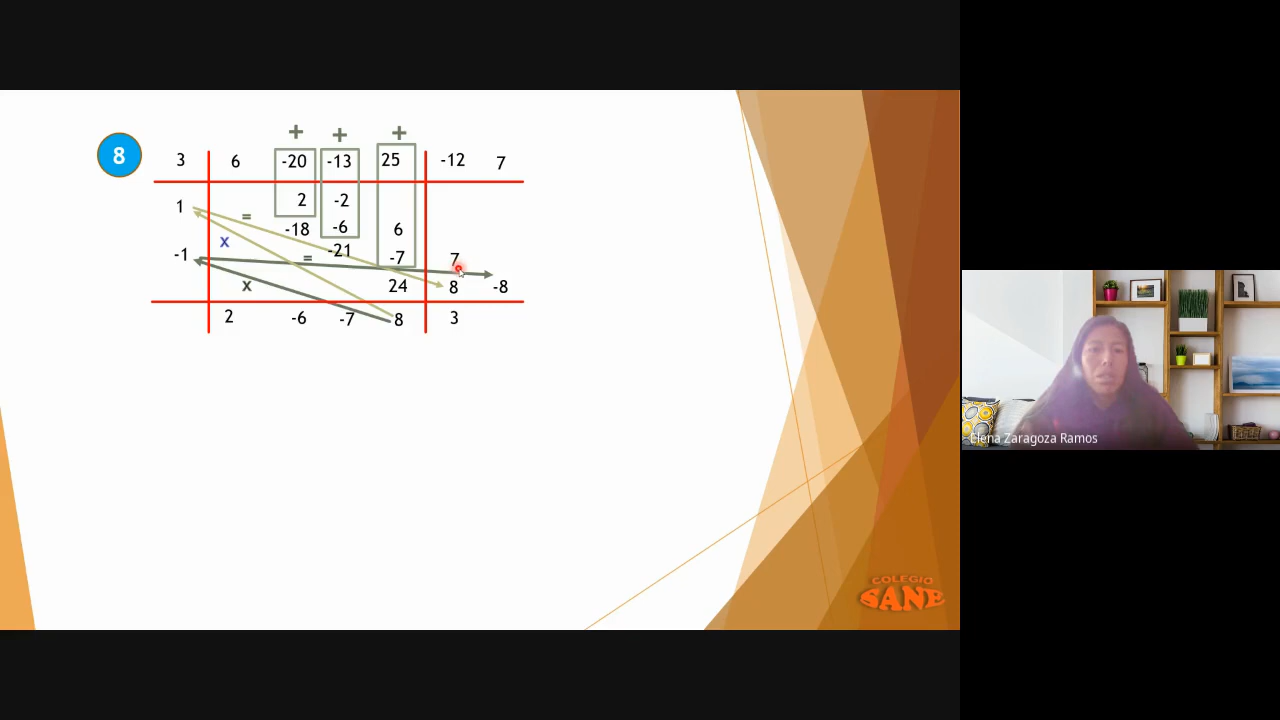 + + +
8
3 6 -20 -13 25 -12 7
1 = 2 -2
-18 -6 6
x -21
-1 = -7 7
x 24 8 -8
2 -6 -7 8 3
Elena Zaragoza Ramos
COLEGIO
SANE